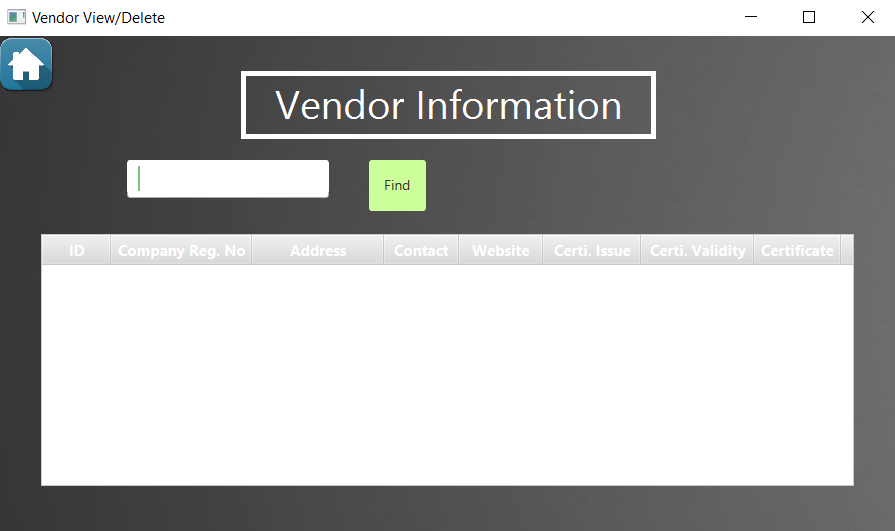 Vendor View/Delete
Vendor Information
Find
ID Company Reg. No Address Contact Website Certi. Issue Certi. Validity Certificate